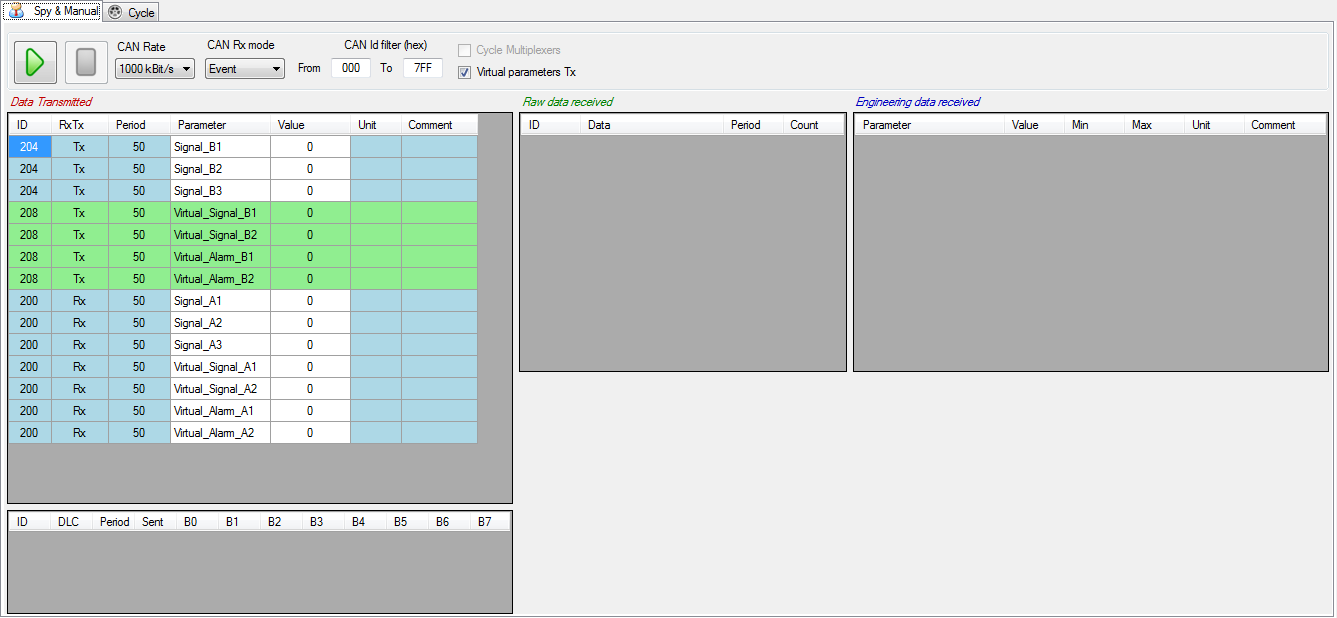 Spy & Manual Cycle
CAN Rate CAN Rx mode CAN Id filter (hex)
1000 kBit/s Event From 000 To 7FF
Cycle Multiplexers
Virtual parameters Tx
Data Transmitted
ID RxTx Period Parameter Value Unit Comment
204 Tx 50 Signal_B1 0
204 Tx 50 Signal_B2 0
204 Tx 50 Signal_B3 0
208 Tx 50 Virtual_Signal_B1 0
208 Tx 50 Virtual_Signal_B2 0
208 Tx 50 Virtual_Alarm_B1 0
208 Tx 50 Virtual_Alarm_B2 0
200 Rx 50 Signal_A1 0
200 Rx 50 Signal_A2 0
200 Rx 50 Signal_A3 0
200 Rx 50 Virtual_Signal_A1 0
200 Rx 50 Virtual_Signal_A2 0
200 Rx 50 Virtual_Alarm_A1 0
200 Rx 50 Virtual_Alarm_A2 0
ID DLC Period Sent B0 B1 B2 B3 B4 B5 B6 B7
Raw data received
ID Data Period Count
Engineering data received
Parameter Value Min Max Unit Comment